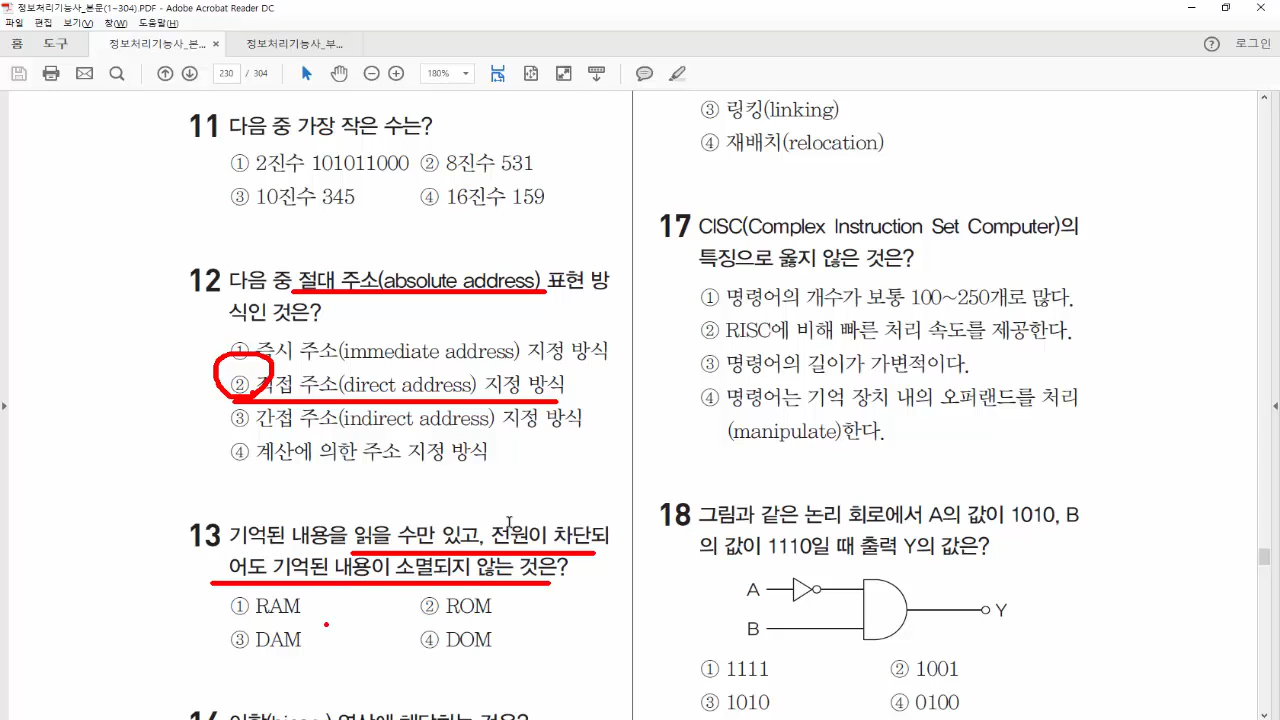 정보처리기능사_본문(1~304).PDF - Adobe Acrobat Reader DC
파일 편집 보기(V) 창(W) 도움말(H)
홈 도구 정보처리기능사_본... × 정보처리기능사_부... 로그인
230 / 304 180%
11 다음 중 가장 작은 수는?
① 2진수 101011000 ② 8진수 531
③ 10진수 345 ④ 16진수 159
12 다음 중 절대 주소(absolute address) 표현 방
식인 것은?
① 즉시 주소(immediate address) 지정 방식
② 직접 주소(direct address) 지정 방식
③ 간접 주소(indirect address) 지정 방식
④ 계산에 의한 주소 지정 방식
13 기억된 내용을 읽을 수만 있고, 전원이 차단되
어도 기억된 내용이 소멸되지 않는 것은?
① RAM ② ROM
③ DAM ④ DOM
③ 링킹(linking)
④ 재배치(relocation)
17 CISC(Complex Instruction Set Computer)의
특징으로 옳지 않은 것은?
① 명령어의 개수가 보통 100~250개로 많다.
② RISC에 비해 빠른 처리 속도를 제공한다.
③ 명령어의 길이가 가변적이다.
④ 명령어는 기억 장치 내의 오퍼랜드를 처리
(manipulate)한다.
18 그림과 같은 논리 회로에서 A의 값이 1010, B
의 값이 1110일 때 출력 Y의 값은?
A
Y
B
① 1111 ② 1001
③ 1010 ④ 0100